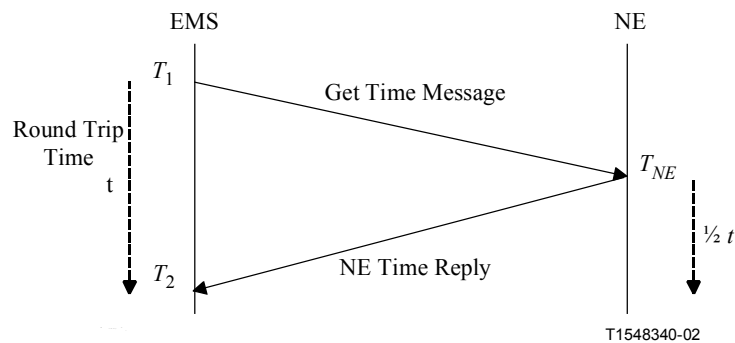 EMS
NE
T1
Get Time Message
Round Trip
Time
t
TNE
½ t
T2
NE Time Reply
T1548340-02